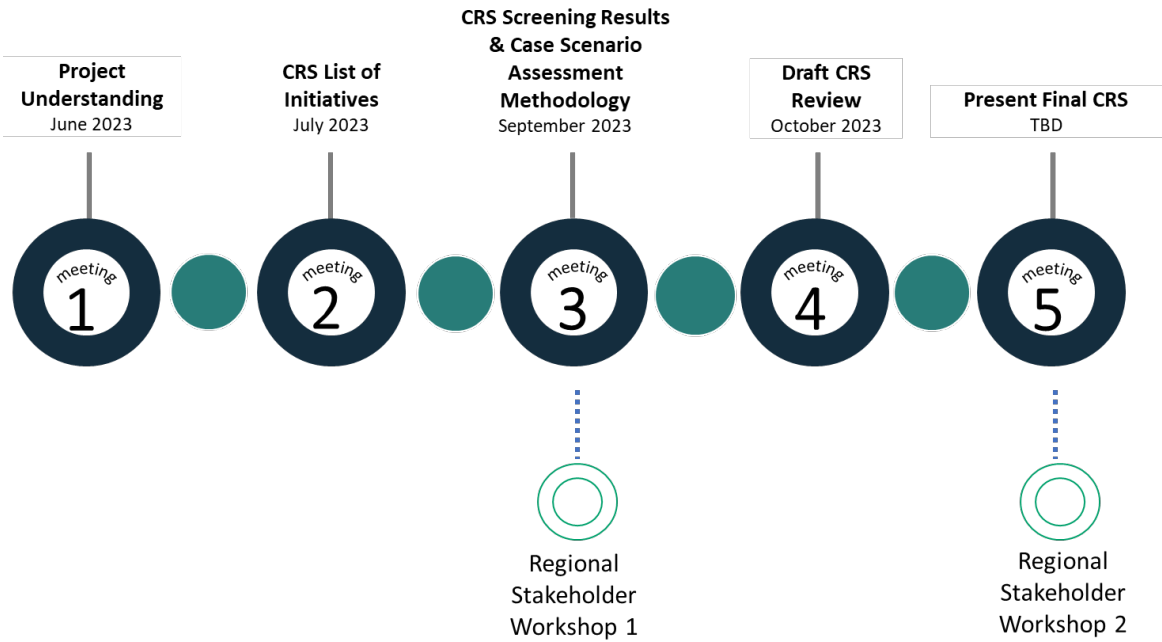 Project
Understanding
June 2023
CRS List of
Initiatives
July 2023
CRS Screening Results
& Case Scenario
Assessment
Methodology
September 2023
Draft CRS
Review
October 2023
Present Final CRS
TBD
meeting
1
meeting
2
meeting
3
meeting
4
meeting
5
Regional
Stakeholder
Workshop 1
Regional
Stakeholder
Workshop 2